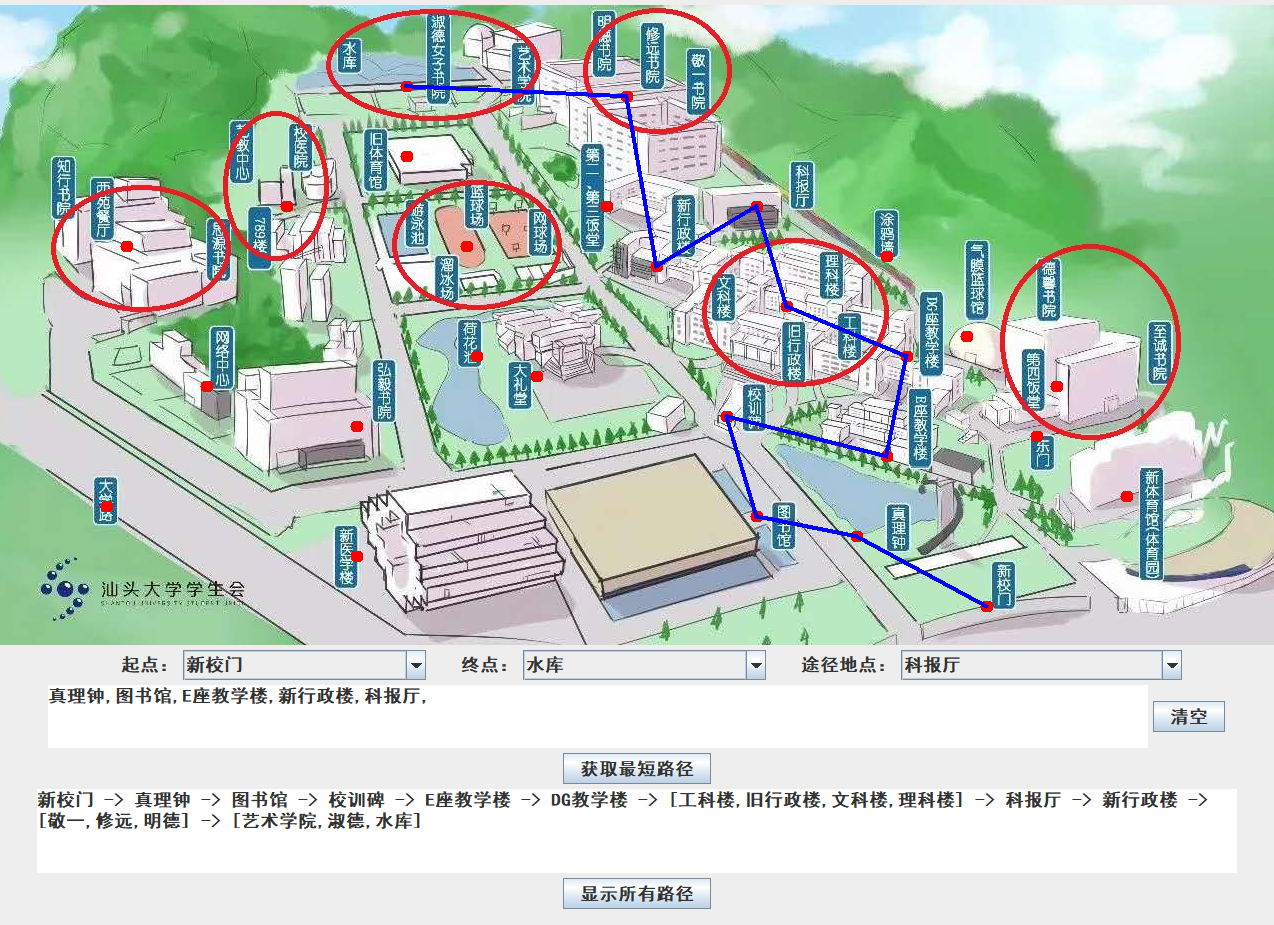 水库
淑德女子书院
艺术学院
明德书院
修远书院
敬一书院
校医院
旧体育馆
第一、第三饭堂
科报厅
知行书院
西苑餐厅
思源书院
789楼
游泳池
篮球场
网球场
溜冰场
新行政楼
涂鸦墙
气膜篮球馆
德馨书院
文科楼
理科楼
旧行政楼
工科楼
DG座教学楼
至诚书院
第四饭堂
网络中心
荷花池
大礼堂
弘毅书院
校训碑
E座教学楼
东门
大学路
新医学楼
图书馆
真理钟
新体育馆(体育园)
新校门
汕头大学学生会
SHANTOU UNIVERSITY STUDENT UNION
起点： 新校门 终点： 水库 途径地点： 科报厅
真理钟,图书馆,E座教学楼,新行政楼,科报厅,
清空
获取最短路径
新校门 -> 真理钟 -> 图书馆 -> 校训碑 -> E座教学楼 -> DG教学楼 -> [工科楼,旧行政楼,文科楼,理科楼] -> 科报厅 -> 新行政楼 ->
[敬一,修远,明德] -> [艺术学院,淑德,水库]
显示所有路径